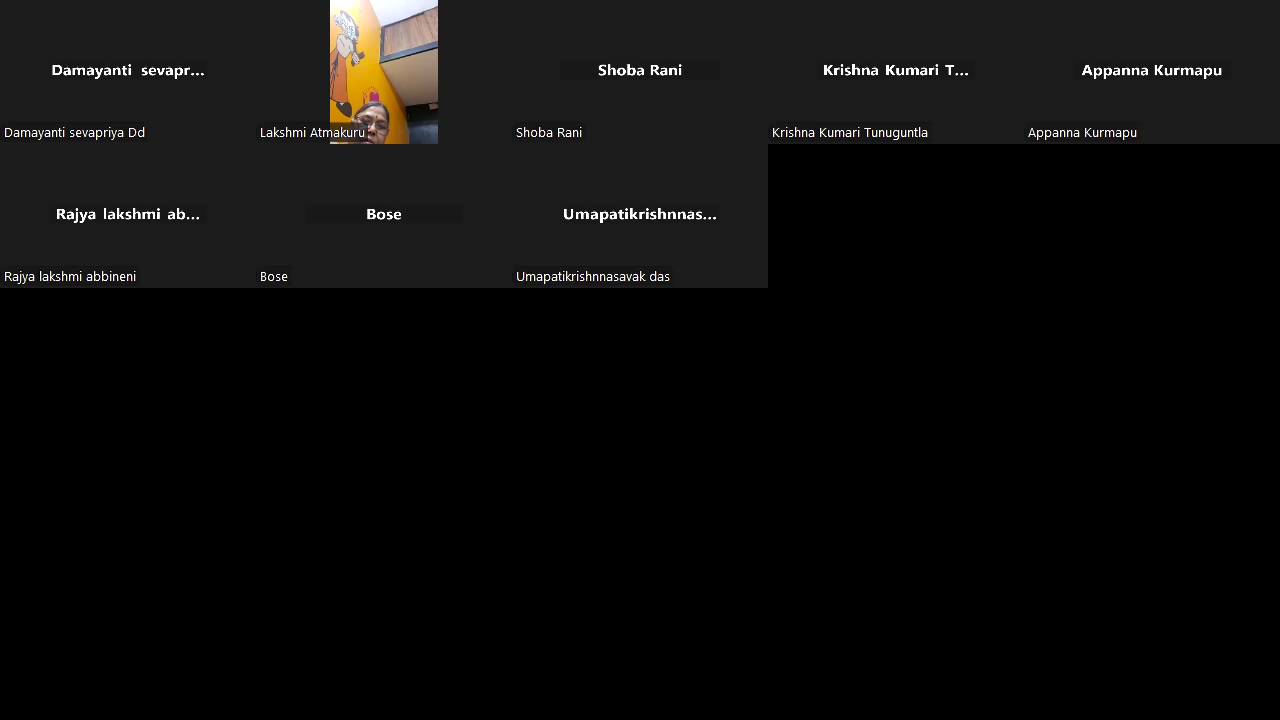 Damayanti sevapr...
Shoba Rani
Krishna Kumari T...
Appanna Kurmapu
Damayanti sevapriya Dd
Lakshmi Atmakuru
Shoba Rani
Krishna Kumari Tunuguntla
Appanna Kurmapu
Rajya lakshmi ab...
Bose
Umapatikrishnnas...
Rajya lakshmi abbineni
Bose
Umapatikrishnnasavak das